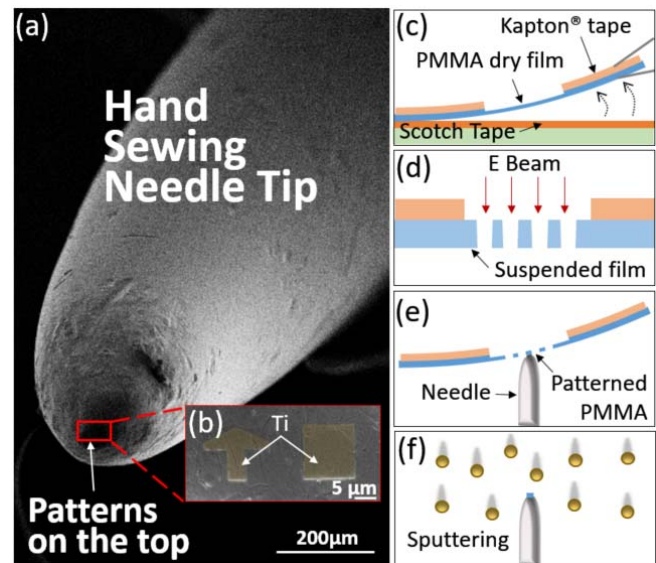 (a)
Hand
Sewing
Needle Tip
(b)
Ti
5 μm
Patterns
on the top
200μm
(c)
Kapton® tape
PMMA dry film
Scotch Tape
(d)
E Beam
Suspended film
(e)
Needle
Patterned
PMMA
(f)
Sputtering